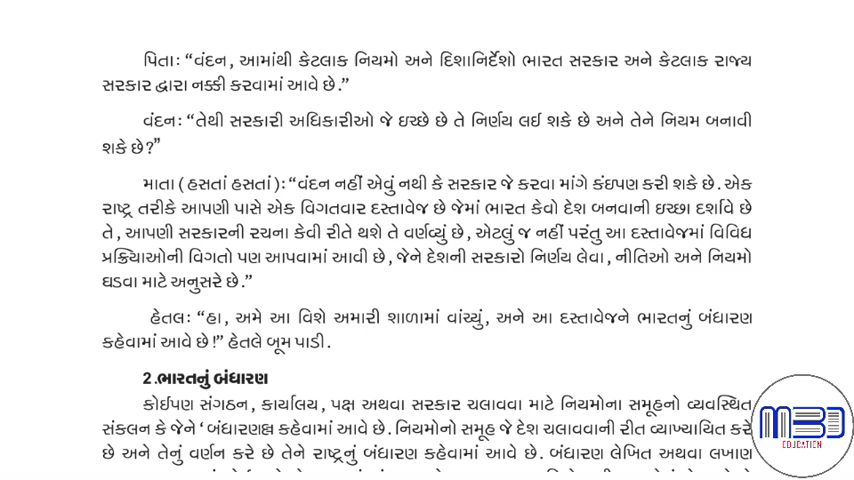 પિતાઃ “વંદન, આમાંથી કેટલાક નિયમો અને દિશાનિર્દેશો ભારત સરકાર અને કેટલાક રાજ્ય
સરકાર દ્વારા નક્કી કરવામાં આવે છે.”
વંદનઃ “તેથી સરકારી અધિકારીઓ જે ઇચ્છે છે તે નિર્ણય લઈ શકે છે અને તેને નિયમ બનાવી
શકે છે?”
માતા (હસતાં હસતાં)ઃ “વંદન નહીં એવું નથી કે સરકાર જે કરવા માંગે કંઇપણ કરી શકે છે. એક
રાષ્ટ્ર તરીકે આપણી પાસે એક વિગતવાર દસ્તાવેજ છે જેમાં ભારત કેવો દેશ બનવાની ઇચ્છા દર્શાવે છે
તે, આપણી સરકારની રચના કેવી રીતે થશે તે વર્ણવ્યું છે, એટલું જ નહીં પરંતુ આ દસ્તાવેજમાં વિવિધ
પ્રક્રિયાઓની વિગતો પણ આપવામાં આવી છે, જેને દેશની સરકારો નિર્ણય લેવા, નીતિઓ અને નિયમો
ઘડવા માટે અનુસરે છે.”
હેતલઃ “હા, અમે આ વિશે અમારી શાળામાં વાંચ્યું, અને આ દસ્તાવેજને ભારતનું બંધારણ
કહેવામાં આવે છે!” હેતલે બૂમ પાડી.
2.ભારતનું બંધારણ
કોઈપણ સંગઠન, કાર્યાલય, પક્ષ અથવા સરકાર ચલાવવા માટે નિયમોના સમૂહનો વ્યવસ્થિત
સંકલન કે જેને ‘બંધારણહ્ન કહેવામાં આવે છે. નિયમોનો સમૂહ જે દેશ ચલાવવાની રીત વ્યાખ્યાયિત કરે
છે અને તેનું વર્ણન કરે છે તેને રાષ્ટ્રનું બંધારણ કહેવામાં આવે છે. બંધારણ લેખિત અથવા લખાણ
MBD
EDUCATION